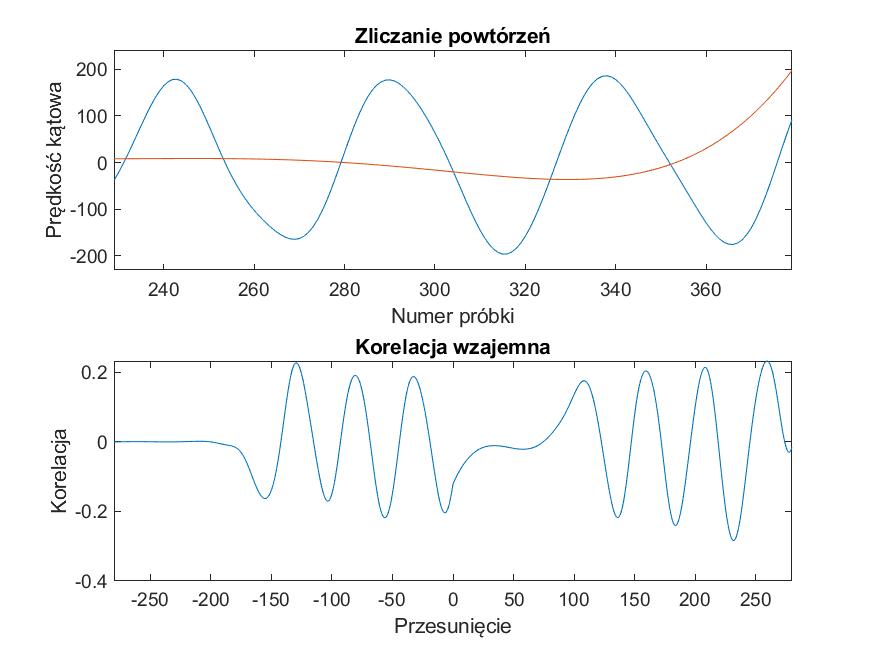 Zliczanie powtórzeń
200
100
0
-100
-200
Prędkość kątowa
240 260 280 300 320 340 360
Numer próbki
Korelacja wzajemna
0.2
0
-0.2
-0.4
Korelacja
-250 -200 -150 -100 -50 0 50 100 150 200 250
Przesunięcie